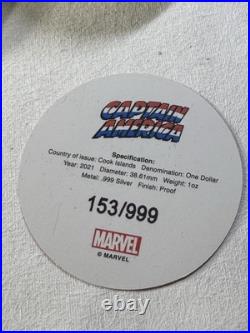 CAPTAIN
AMERICA
Specification:
Country of Issue: Cook Islands Denomination: One Dollar
Year: 2021 Diameter: 38.61mm Weight: 1oz
Metal: .999 Silver Finish: Proof
153/999
MARVEL
© MARVEL